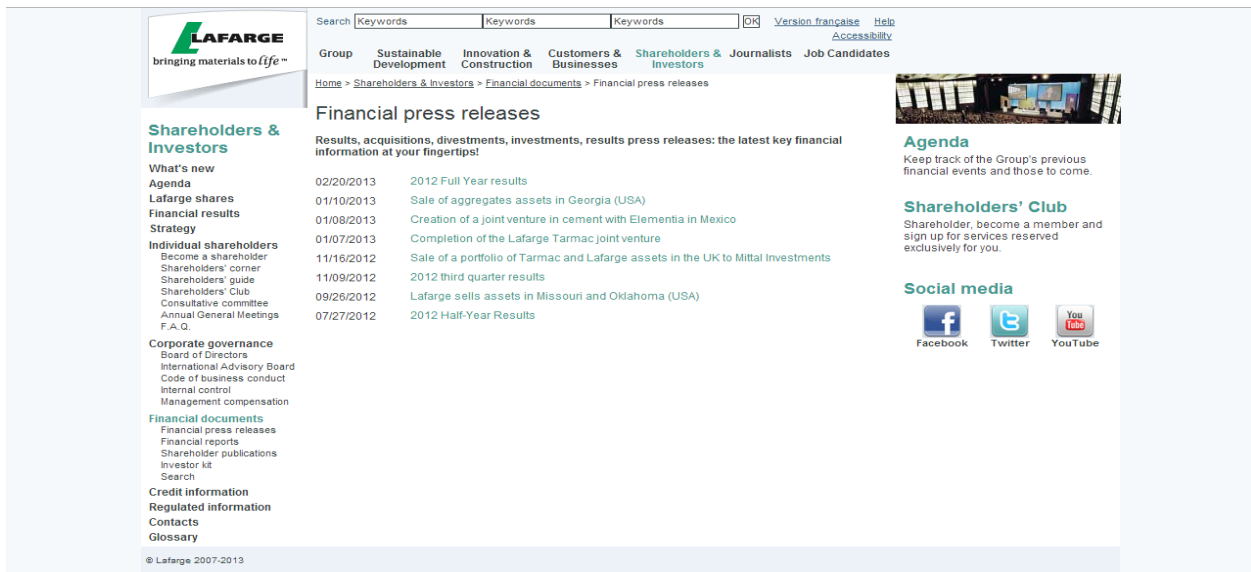 LAFARGE
bringing materials to life™
Search Keywords Keywords Keywords OK Version française Help
Accessibility
Group Sustainable Development Innovation & Construction Customers & Businesses Shareholders & Investors Journalists Job Candidates
Home > Shareholders & Investors > Financial documents > Financial press releases
Shareholders &
Investors
What's new
Agenda
Lafarge shares
Financial results
Strategy
Individual shareholders
Become a shareholder
Shareholders' corner
Shareholders' guide
Shareholders' Club
Consultative committee
Annual General Meetings
F.A.Q.
Corporate governance
Board of Directors
International Advisory Board
Code of business conduct
Internal control
Management compensation
Financial documents
Financial press releases
Financial reports
Shareholder publications
Investor kit
Search
Credit information
Regulated information
Contacts
Glossary
Financial press releases
Results, acquisitions, divestments, investments, results press releases: the latest key financial
information at your fingertips!
02/20/2013 2012 Full Year results
01/10/2013 Sale of aggregates assets in Georgia (USA)
01/08/2013 Creation of a joint venture in cement with Elementia in Mexico
01/07/2013 Completion of the Lafarge Tarmac joint venture
11/16/2012 Sale of a portfolio of Tarmac and Lafarge assets in the UK to Mittal Investments
11/09/2012 2012 third quarter results
09/26/2012 Lafarge sells assets in Missouri and Oklahoma (USA)
07/27/2012 2012 Half-Year Results
Agenda
Keep track of the Group's previous
financial events and those to come.
Shareholders' Club
Shareholder, become a member and
sign up for services reserved
exclusively for you.
Social media
You
Tube
Facebook Twitter YouTube
© Lafarge 2007-2013